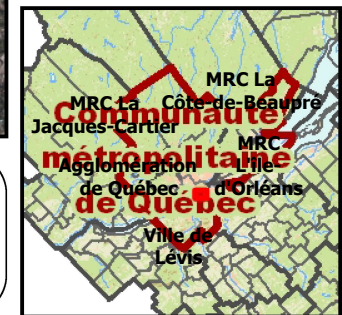 MRC La
Côte-de-Beaupré
MRC La
Jacques-Cartier
Communauté
métropolitaine
de Québec
MRC
L'Île-
d'Orléans
Agglomération
de Québec
Ville de
Lévis